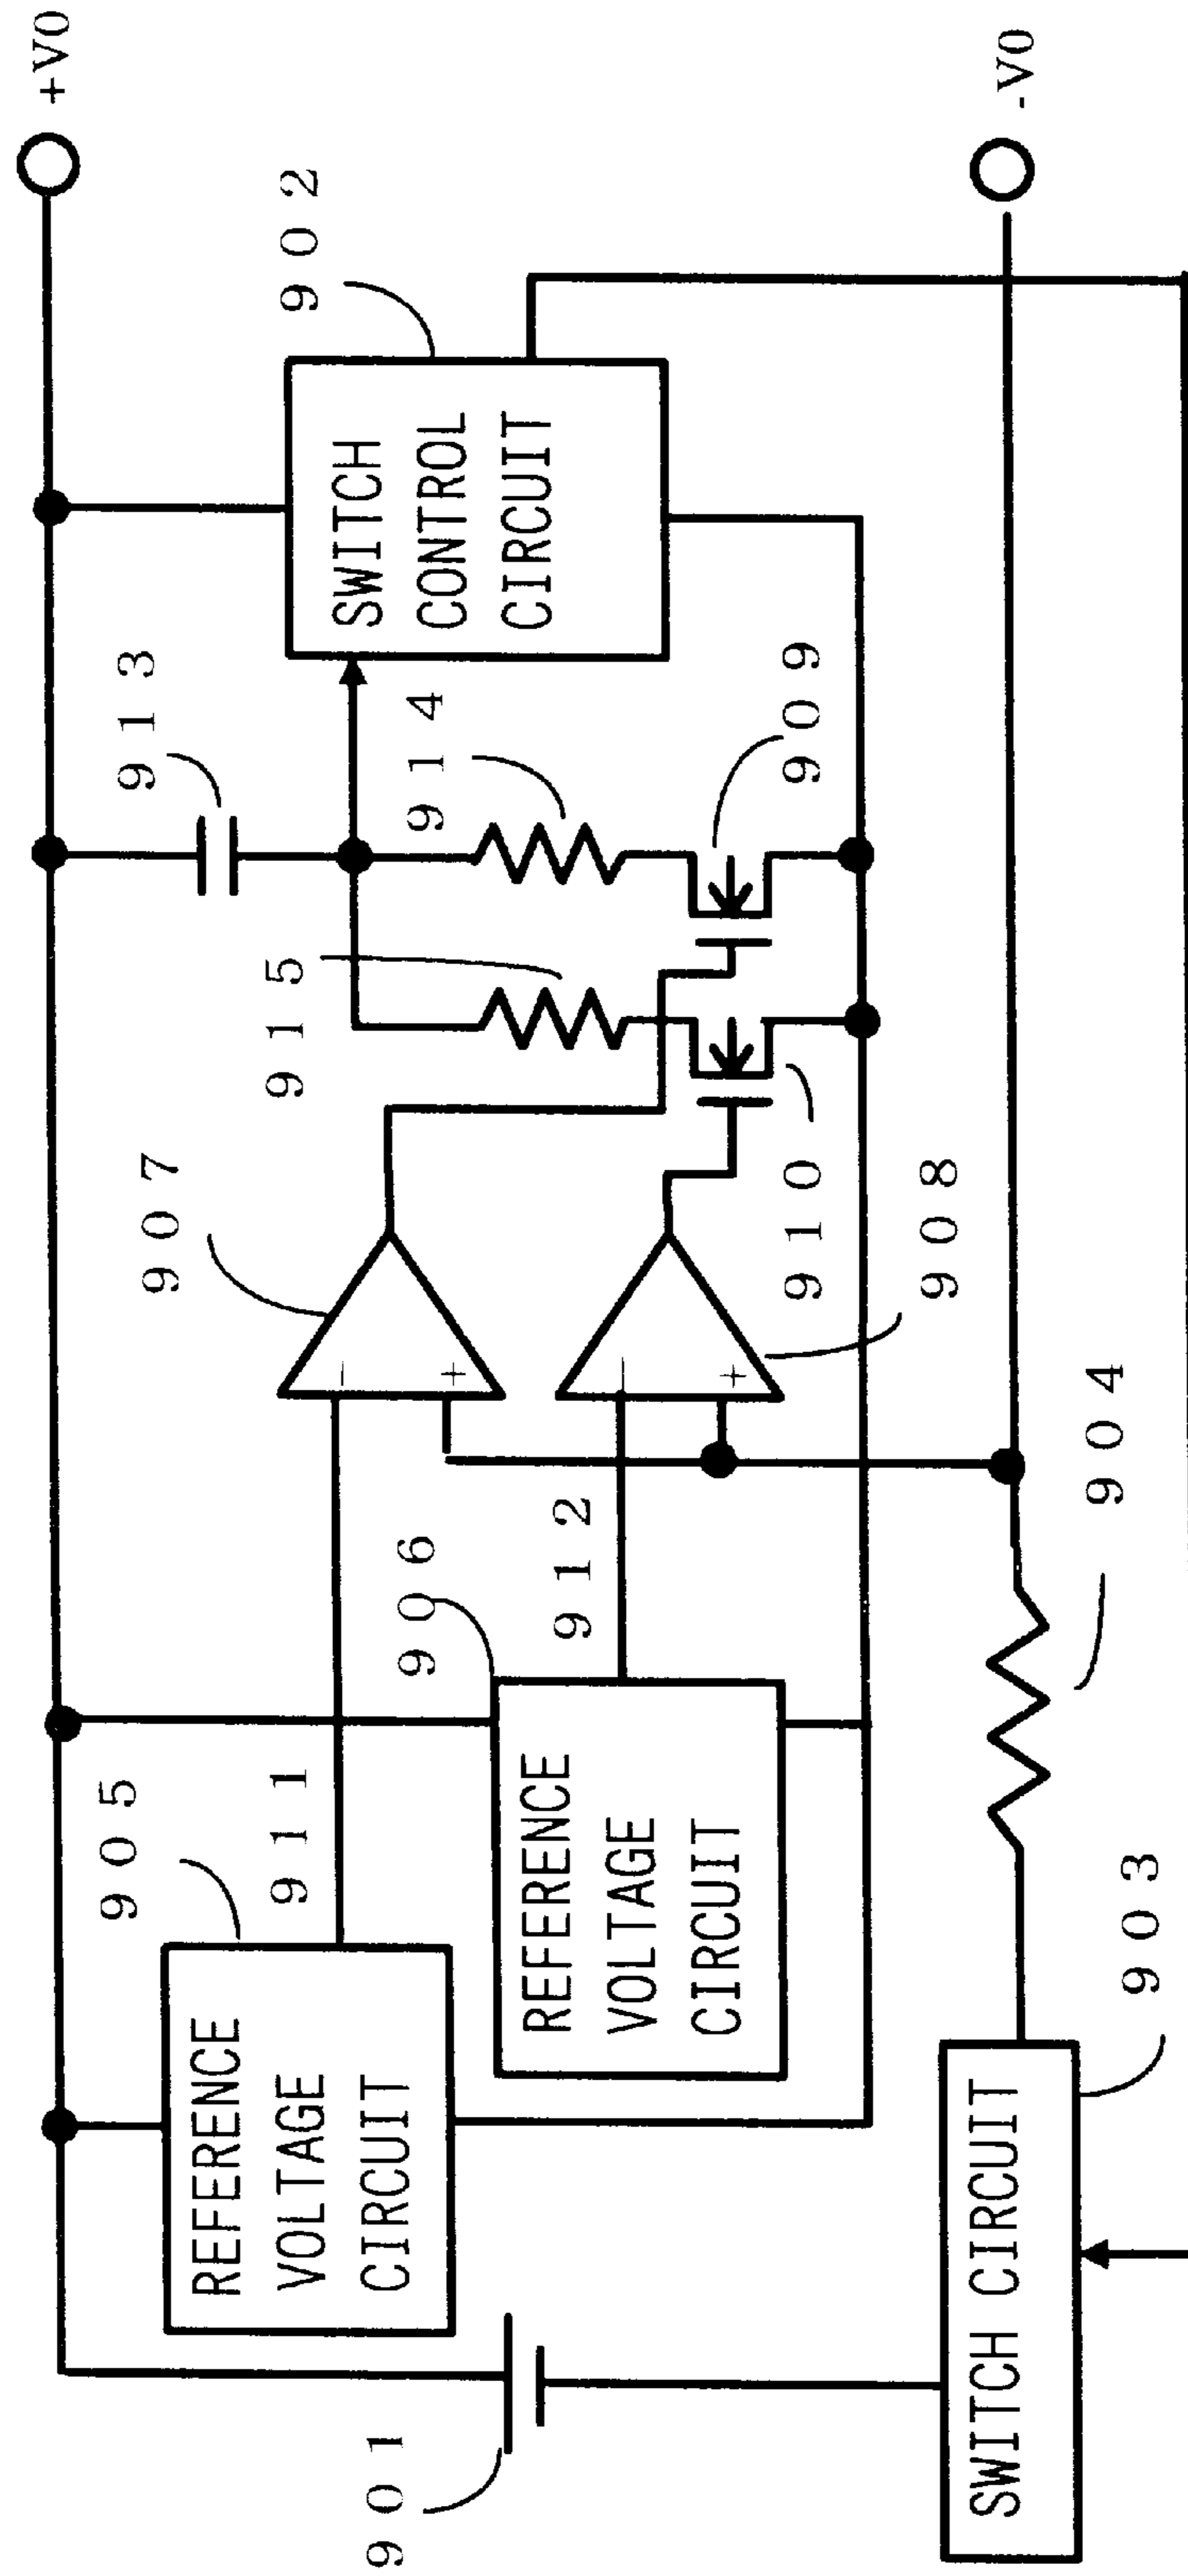 +V0
-V0
902
SWITCH
CONTROL
CIRCUIT
913
914
909
915
907
910
908
904
906
912
905
911
REFERENCE
VOLTAGE
CIRCUIT
REFERENCE
VOLTAGE
CIRCUIT
903
901
SWITCH CIRCUIT
-
+
-
+